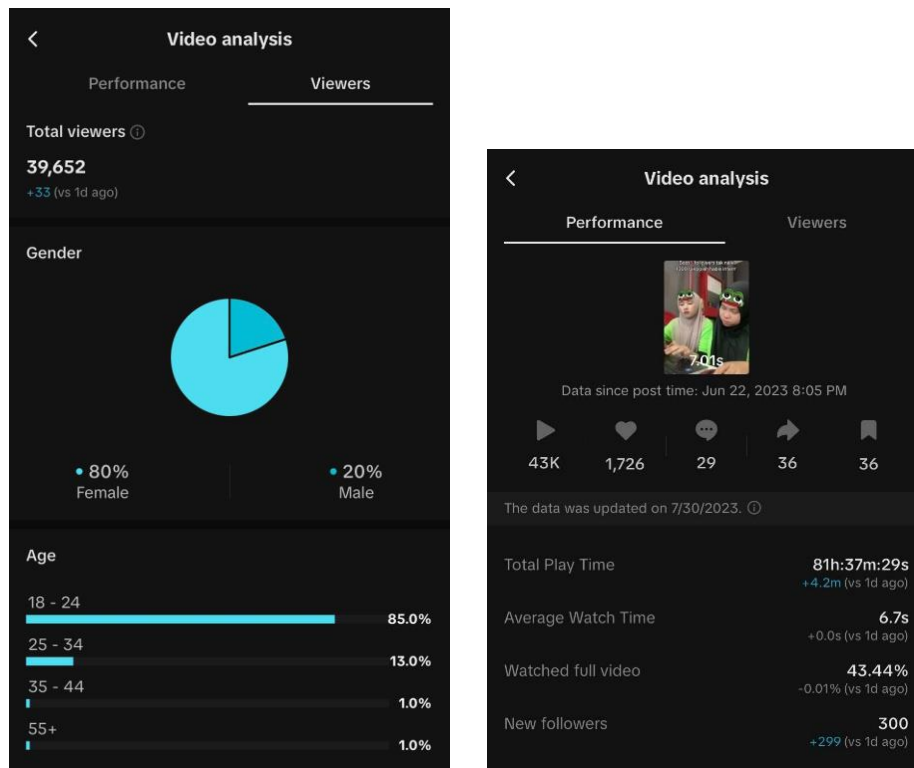 Video analysis
Performance Viewers
Total viewers
39,652
+33 (vs 1d ago)
Gender
80% 20%
Female Male
Age
18 - 24
85.0%
25 - 34
13.0%
35 - 44
1.0%
55+
1.0%
Video analysis
Performance Viewers
7.01s
Data since post time: Jun 22, 2023 8:05 PM
43K 1,726 29 36 36
The data was updated on 7/30/2023.
Total Play Time 81h:37m:29s
+4.2m (vs 1d ago)
Average Watch Time 6.7s
+0.0s (vs 1d ago)
Watched full video 43.44%
-0.01% (vs 1d ago)
New followers 300
+299 (vs 1d ago)